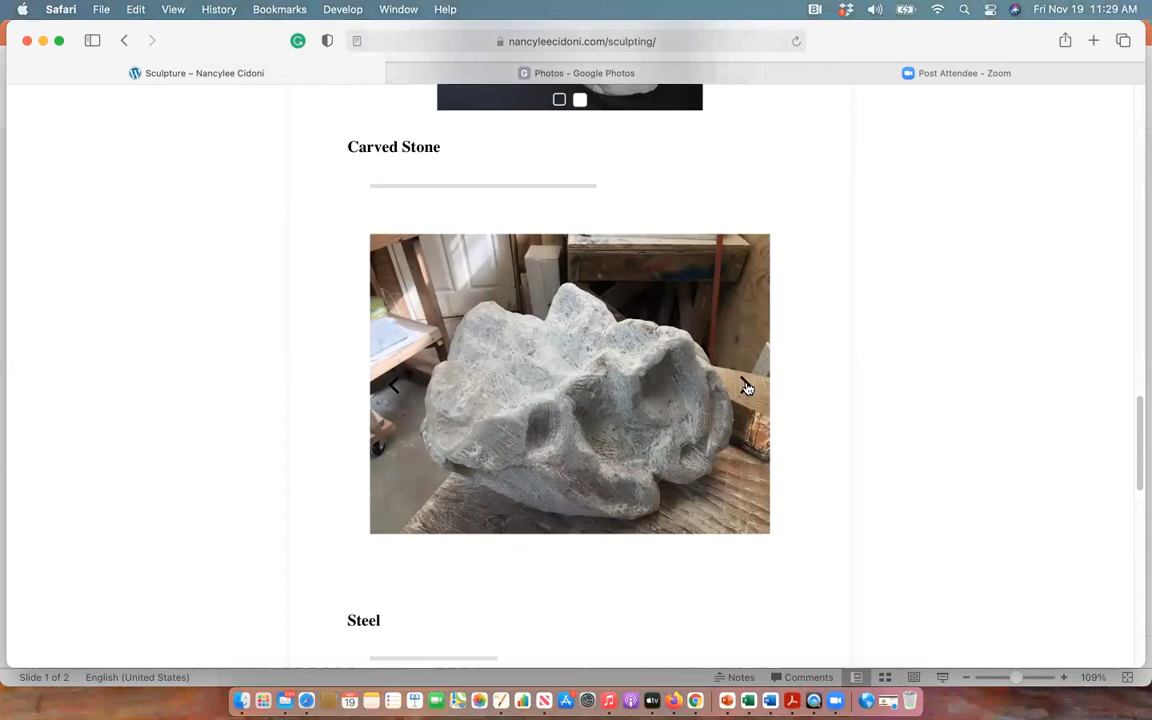 Safari File Edit View History Bookmarks Develop Window Help Fri Nov 19 11:29 AM
nancyleecidoni.com/sculpting/
Sculpture – Nancylee Cidoni
Photos - Google Photos
Post Attendee - Zoom
Carved Stone
Steel
Slide 1 of 2 English (United States) Notes Comments 109%